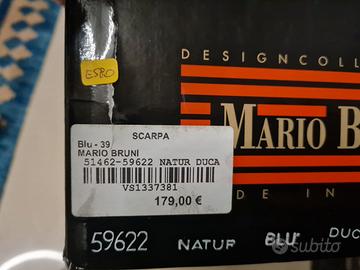 DESIGNCOLL
ESBO
MARIO B
SCARPA
Blu - 39
MARIO BRUNI
51462-59622 NATUR DUCA
VS1337381
179,00 €
DE IN
59622 NATUR BLU DUC
subito